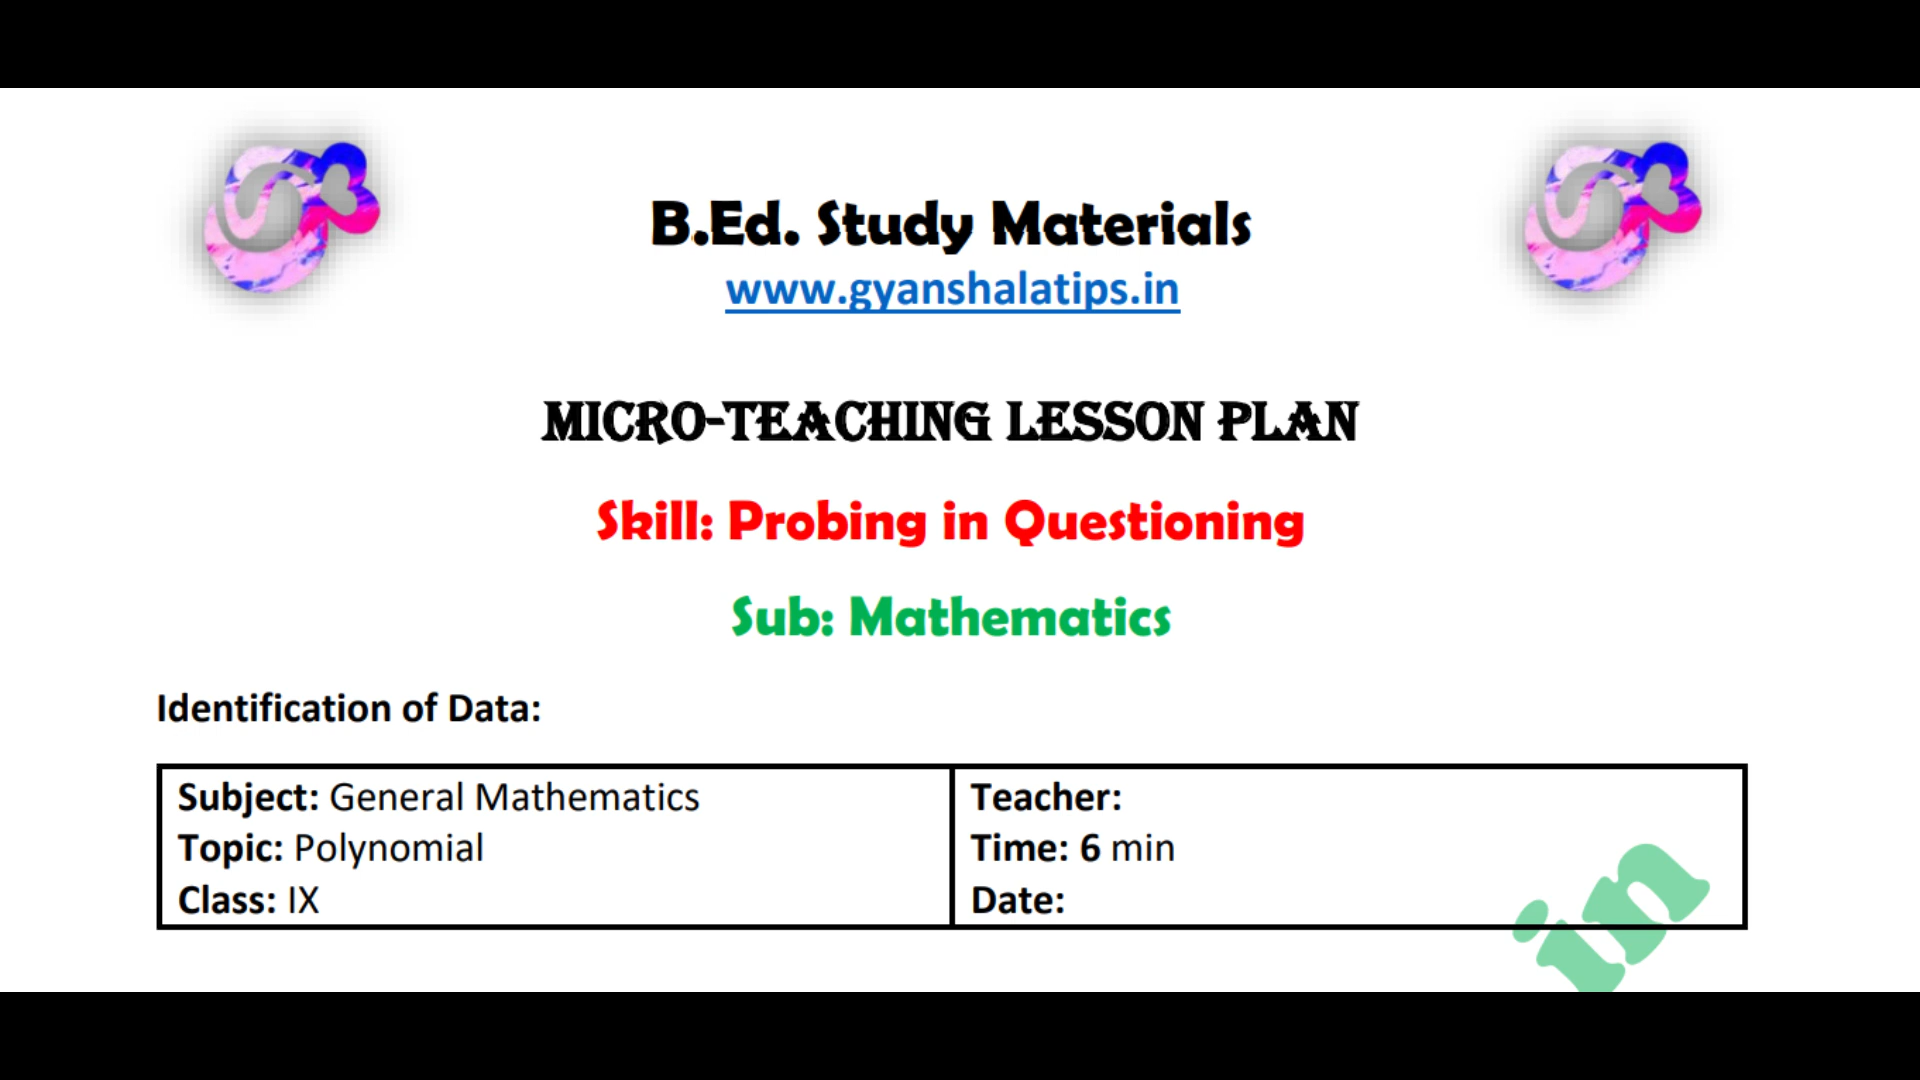 B.Ed. Study Materials
www.gyanshalatips.in
MICRO-TEACHING LESSON PLAN
Skill: Probing in Questioning
Sub: Mathematics
Identification of Data:
Subject: General Mathematics
Topic: Polynomial
Class: IX
Teacher:
Time: 6 min
Date:
in